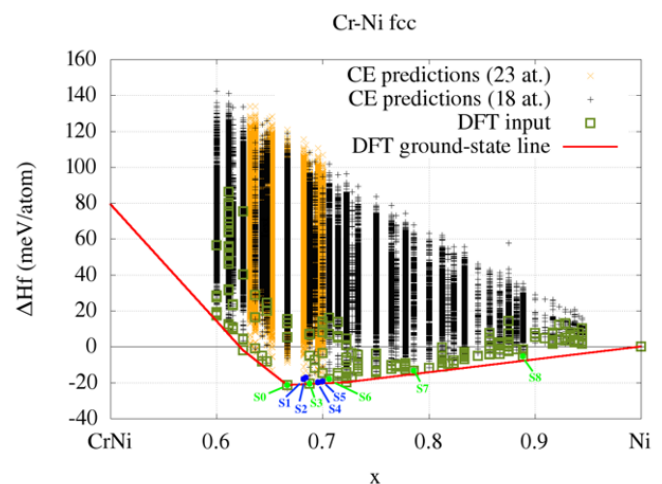 Cr-Ni fcc
CE predictions (23 at.)
CE predictions (18 at.)
DFT input
DFT ground-state line
ΔHf (meV/atom)
160
140
120
100
80
60
40
20
0
-20
-40
S0
S1
S2
S3
S4
S5
S6
S7
S8
CrNi
0.6
0.7
0.8
0.9
Ni
x